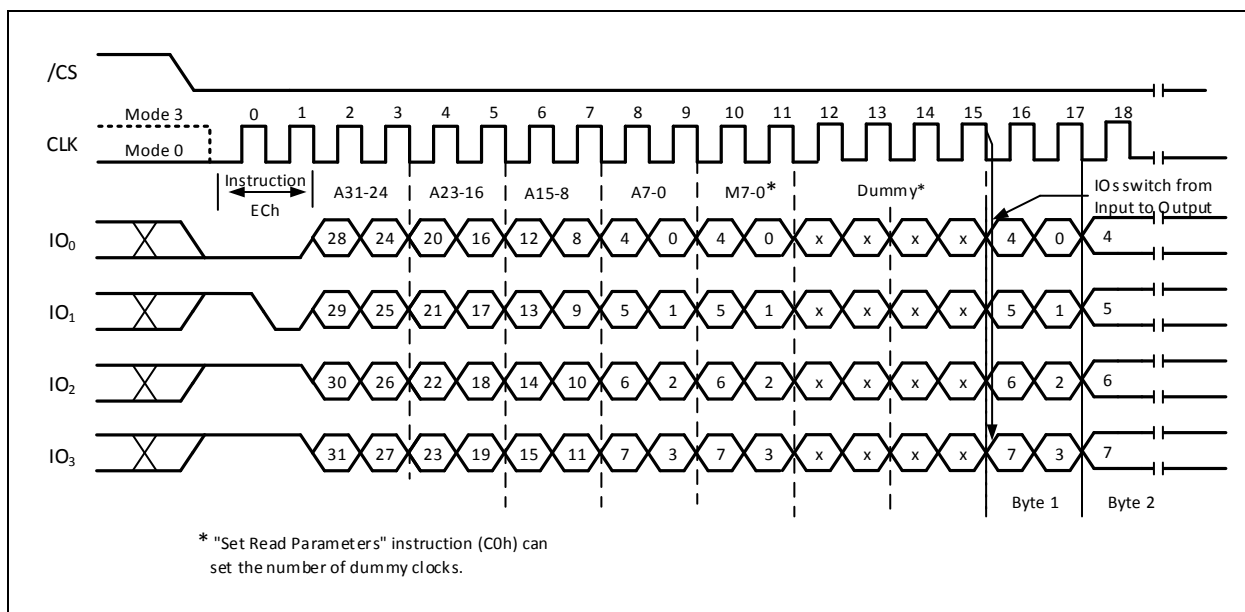 /CS
Mode 3 0 1 2 3 4 5 6 7 8 9 10 11 12 13 14 15 16 17 18
CLK
Mode 0
Instruction A31-24 A23-16 A15-8 A7-0 M7-0* Dummy* IOs switch from
ECh Input to Output
IO0 28 24 20 16 12 8 4 0 4 0 x x x x 4 0 4
IO1 29 25 21 17 13 9 5 1 5 1 x x x x 5 1 5
IO2 30 26 22 18 14 10 6 2 6 2 x x x x 6 2 6
IO3 31 27 23 19 15 11 7 3 7 3 x x x x 7 3 7
Byte 1 Byte 2
* "Set Read Parameters" instruction (C0h) can
set the number of dummy clocks.